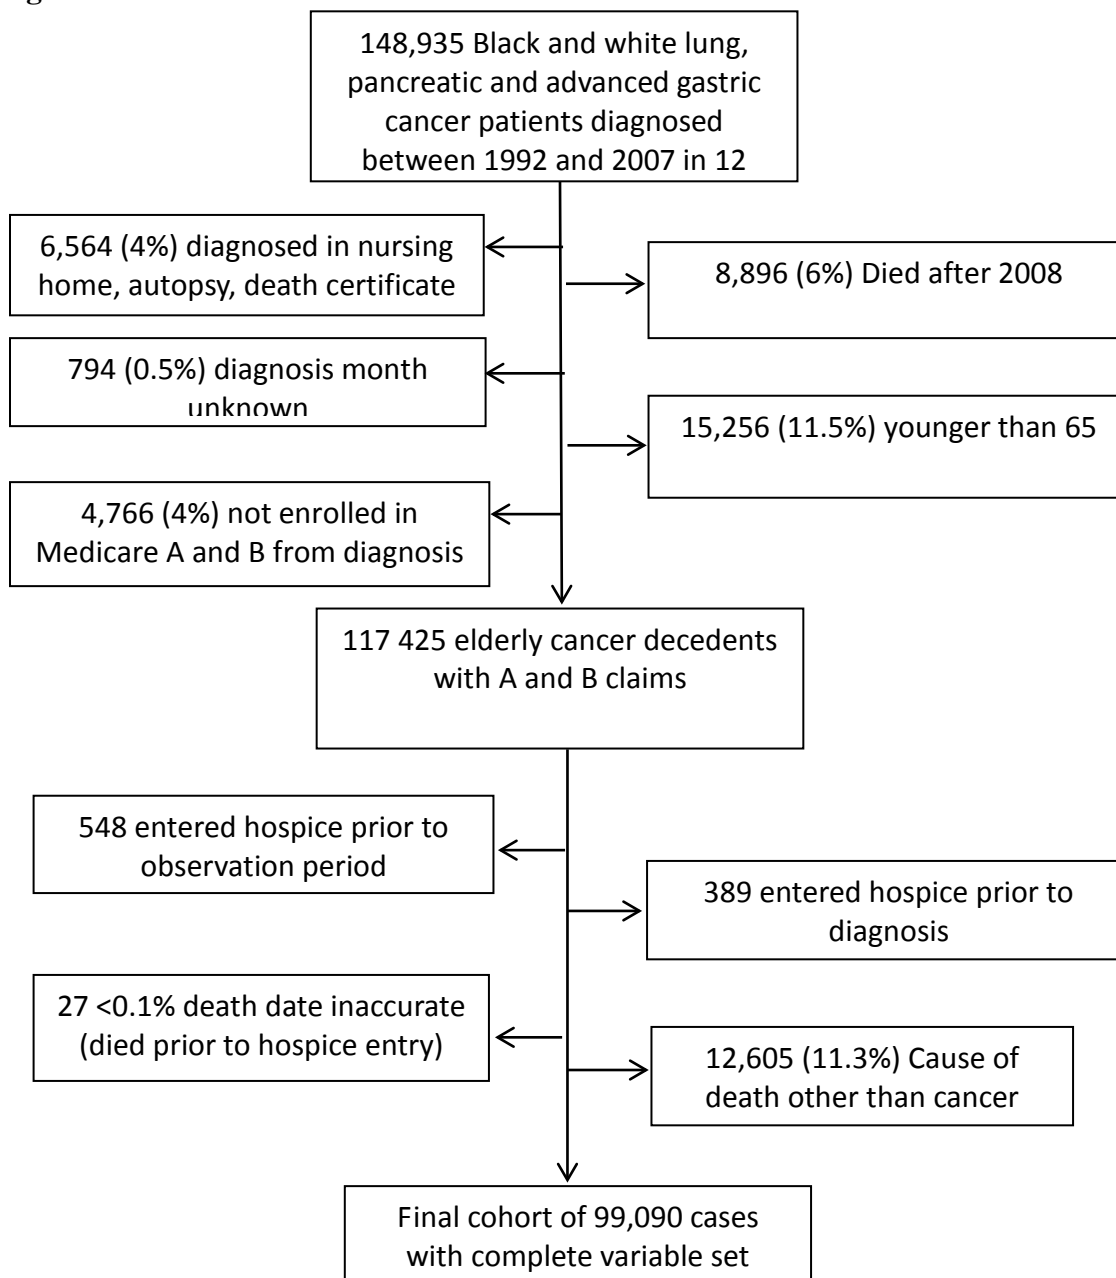 148,935 Black and white lung,
pancreatic and advanced gastric
cancer patients diagnosed
between 1992 and 2007 in 12
6,564 (4%) diagnosed in nursing
home, autopsy, death certificate
8,896 (6%) Died after 2008
794 (0.5%) diagnosis month
unknown
15,256 (11.5%) younger than 65
4,766 (4%) not enrolled in
Medicare A and B from diagnosis
117 425 elderly cancer decedents
with A and B claims
548 entered hospice prior to
observation period
389 entered hospice prior to
diagnosis
27 <0.1% death date inaccurate
(died prior to hospice entry)
12,605 (11.3%) Cause of
death other than cancer
Final cohort of 99,090 cases
with complete variable set